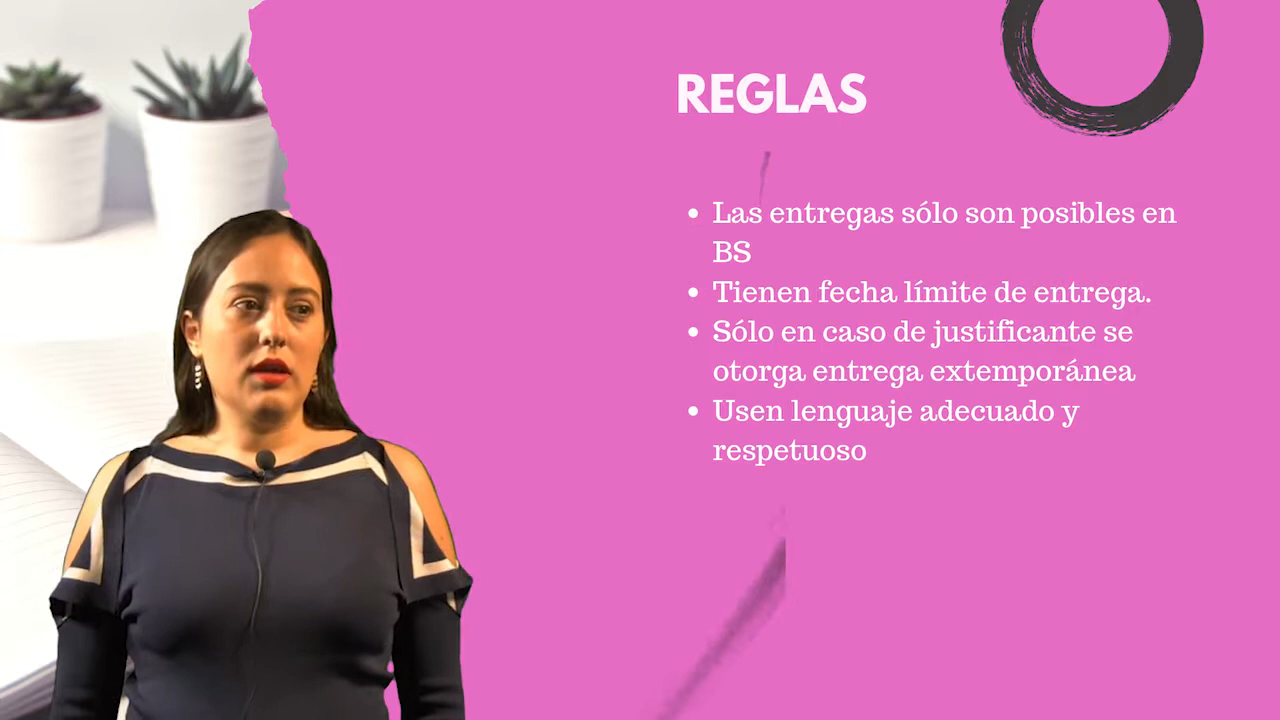 REGLAS
• Las entregas sólo son posibles en
BS
• Tienen fecha límite de entrega.
• Sólo en caso de justificante se
otorga entrega extemporánea
• Usen lenguaje adecuado y
respetuoso